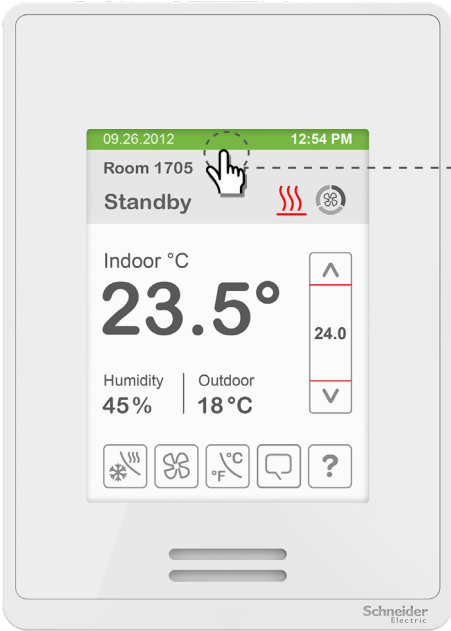 09.26.2012 12:54 PM
Room 1705
Standby
Indoor °C
23.5°
24.0
Humidity Outdoor
45% 18°C
°C
°F
?
Schneider
Electric